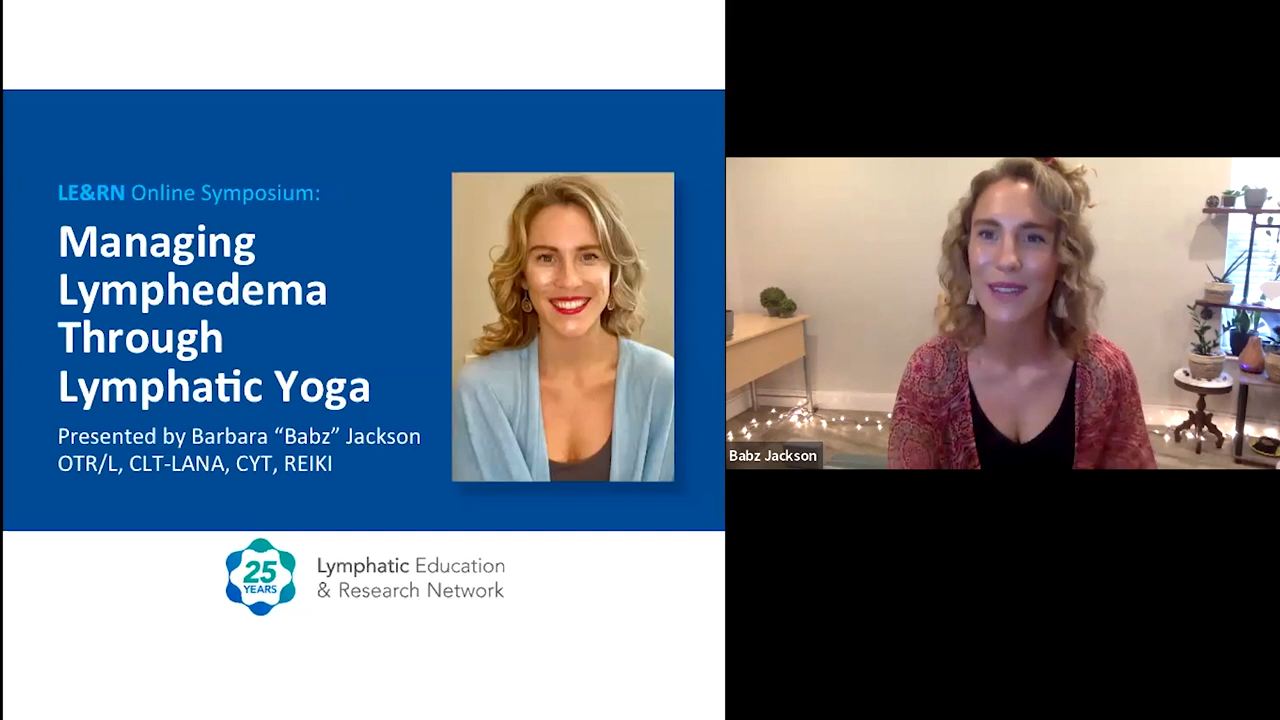 LE&RN Online Symposium:
Managing
Lymphedema
Through
Lymphatic Yoga
Presented by Barbara “Babz” Jackson
OTR/L, CLT-LANA, CYT, REIKI
25
YEARS
Lymphatic Education
& Research Network
Babz Jackson